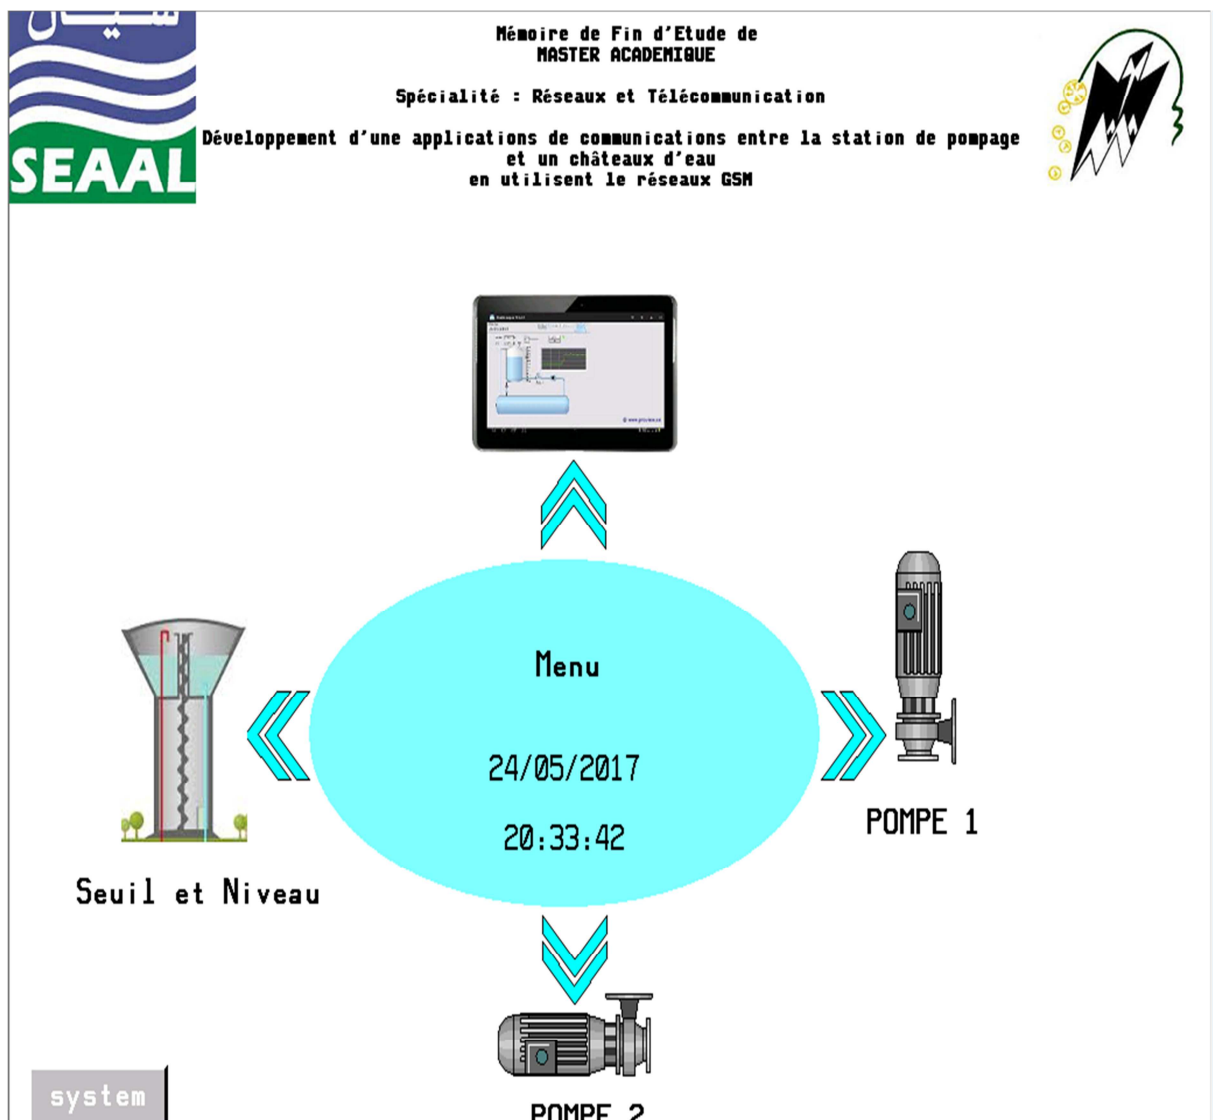 سيال
SEAAL
Mémoire de Fin d'Etude de
MASTER ACADEMIQUE
Spécialité : Réseaux et Télécommunication
Développement d'une applications de communications entre la station de pompage
et un châteaux d'eau
en utilisent le réseaux GSM
Menu
24/05/2017
20:33:42
POMPE 1
Seuil et Niveau
POMPE 2
system